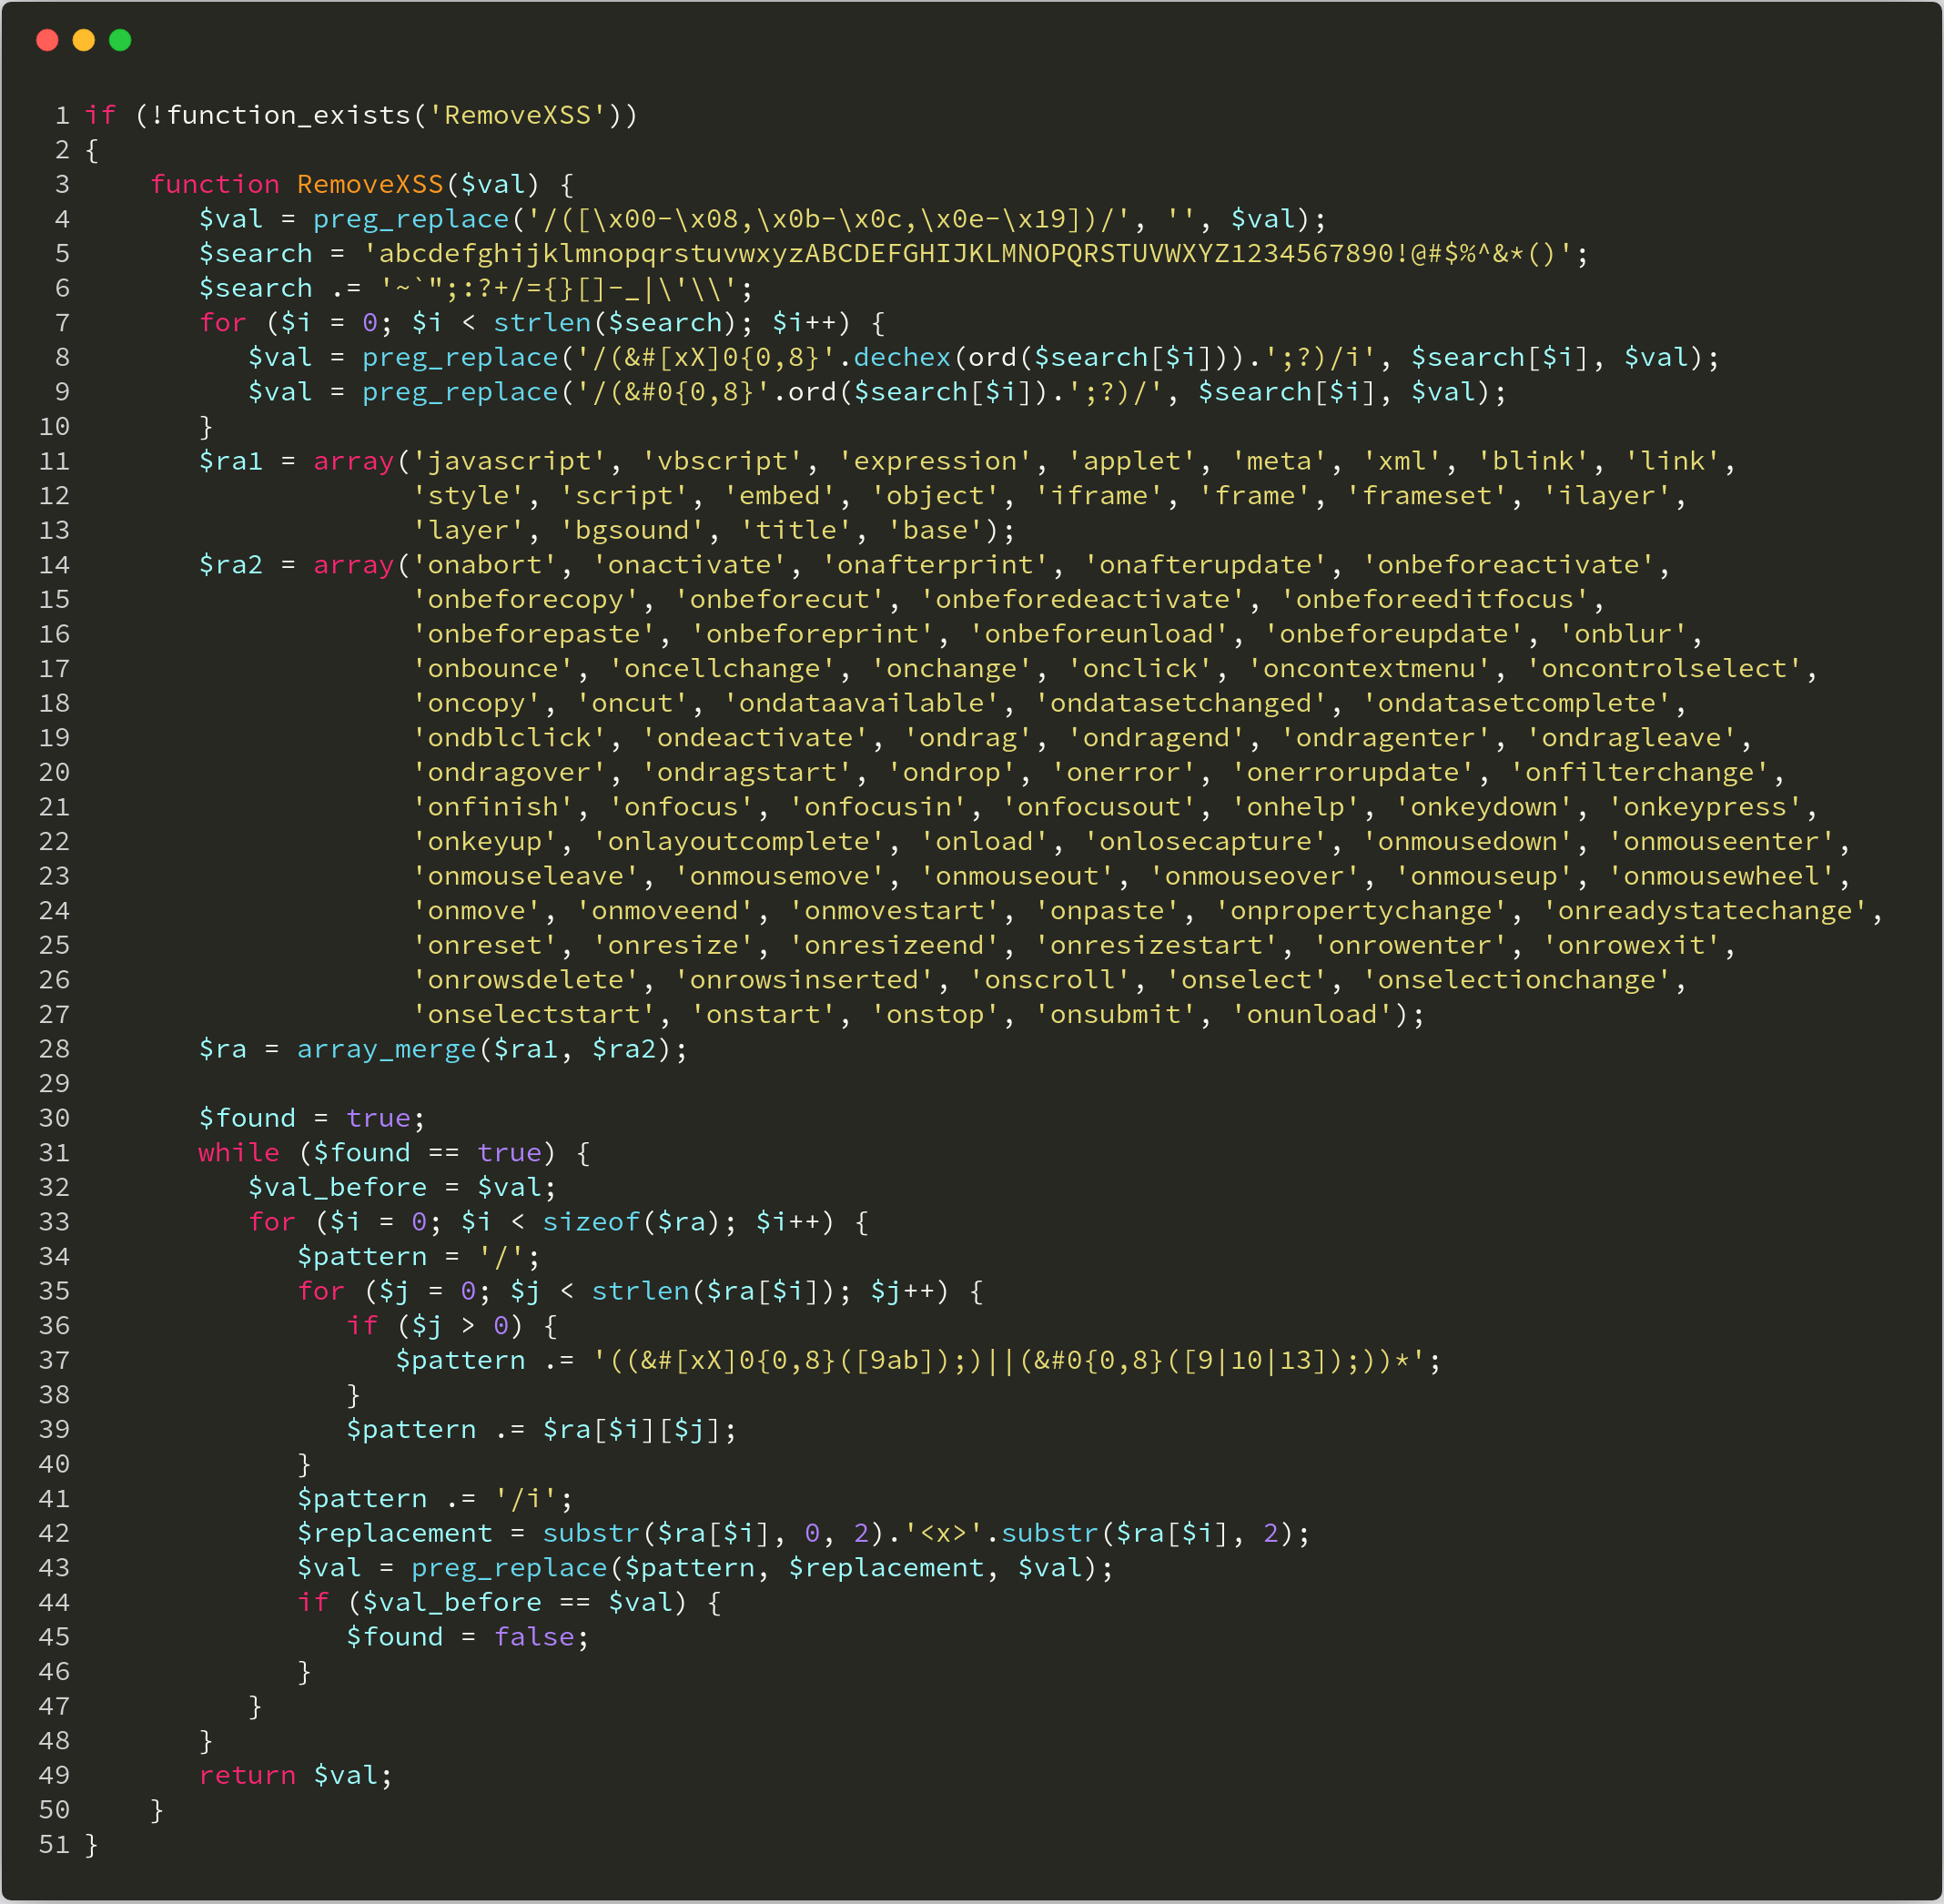 1 if (!function_exists('RemoveXSS'))
2 {
3     function RemoveXSS($val) {
4        $val = preg_replace('/([\x00-\x08,\x0b-\x0c,\x0e-\x19])/', '', $val);
5        $search = 'abcdefghijklmnopqrstuvwxyzABCDEFGHIJKLMNOPQRSTUVWXYZ1234567890!@#$%^&*()';
6        $search .= '~`";:?+/={}[]-_|\'\\';
7        for ($i = 0; $i < strlen($search); $i++) {
8           $val = preg_replace('/(&#[xX]0{0,8}'.dechex(ord($search[$i])).';?)/i', $search[$i], $val);
9           $val = preg_replace('/(&#0{0,8}'.ord($search[$i]).';?)/', $search[$i], $val);
10        }
11        $ra1 = array('javascript', 'vbscript', 'expression', 'applet', 'meta', 'xml', 'blink', 'link',
12                     'style', 'script', 'embed', 'object', 'iframe', 'frame', 'frameset', 'ilayer',
13                     'layer', 'bgsound', 'title', 'base');
14        $ra2 = array('onabort', 'onactivate', 'onafterprint', 'onafterupdate', 'onbeforeactivate',
15                     'onbeforecopy', 'onbeforecut', 'onbeforedeactivate', 'onbeforeeditfocus',
16                     'onbeforepaste', 'onbeforeprint', 'onbeforeunload', 'onbeforeupdate', 'onblur',
17                     'onbounce', 'oncellchange', 'onchange', 'onclick', 'oncontextmenu', 'oncontrolselect',
18                     'oncopy', 'oncut', 'ondataavailable', 'ondatasetchanged', 'ondatasetcomplete',
19                     'ondblclick', 'ondeactivate', 'ondrag', 'ondragend', 'ondragenter', 'ondragleave',
20                     'ondragover', 'ondragstart', 'ondrop', 'onerror', 'onerrorupdate', 'onfilterchange',
21                     'onfinish', 'onfocus', 'onfocusin', 'onfocusout', 'onhelp', 'onkeydown', 'onkeypress',
22                     'onkeyup', 'onlayoutcomplete', 'onload', 'onlosecapture', 'onmousedown', 'onmouseenter',
23                     'onmouseleave', 'onmousemove', 'onmouseout', 'onmouseover', 'onmouseup', 'onmousewheel',
24                     'onmove', 'onmoveend', 'onmovestart', 'onpaste', 'onpropertychange', 'onreadystatechange',
25                     'onreset', 'onresize', 'onresizeend', 'onresizestart', 'onrowenter', 'onrowexit',
26                     'onrowsdelete', 'onrowsinserted', 'onscroll', 'onselect', 'onselectionchange',
27                     'onselectstart', 'onstart', 'onstop', 'onsubmit', 'onunload');
28        $ra = array_merge($ra1, $ra2);
29
30        $found = true;
31        while ($found == true) {
32           $val_before = $val;
33           for ($i = 0; $i < sizeof($ra); $i++) {
34              $pattern = '/';
35              for ($j = 0; $j < strlen($ra[$i]); $j++) {
36                 if ($j > 0) {
37                    $pattern .= '((&#[xX]0{0,8}([9ab]);)||(&#0{0,8}([9|10|13]);))*';
38                 }
39                 $pattern .= $ra[$i][$j];
40              }
41              $pattern .= '/i';
42              $replacement = substr($ra[$i], 0, 2).'<x>'.substr($ra[$i], 2);
43              $val = preg_replace($pattern, $replacement, $val);
44              if ($val_before == $val) {
45                 $found = false;
46              }
47           }
48        }
49        return $val;
50     }
51 }